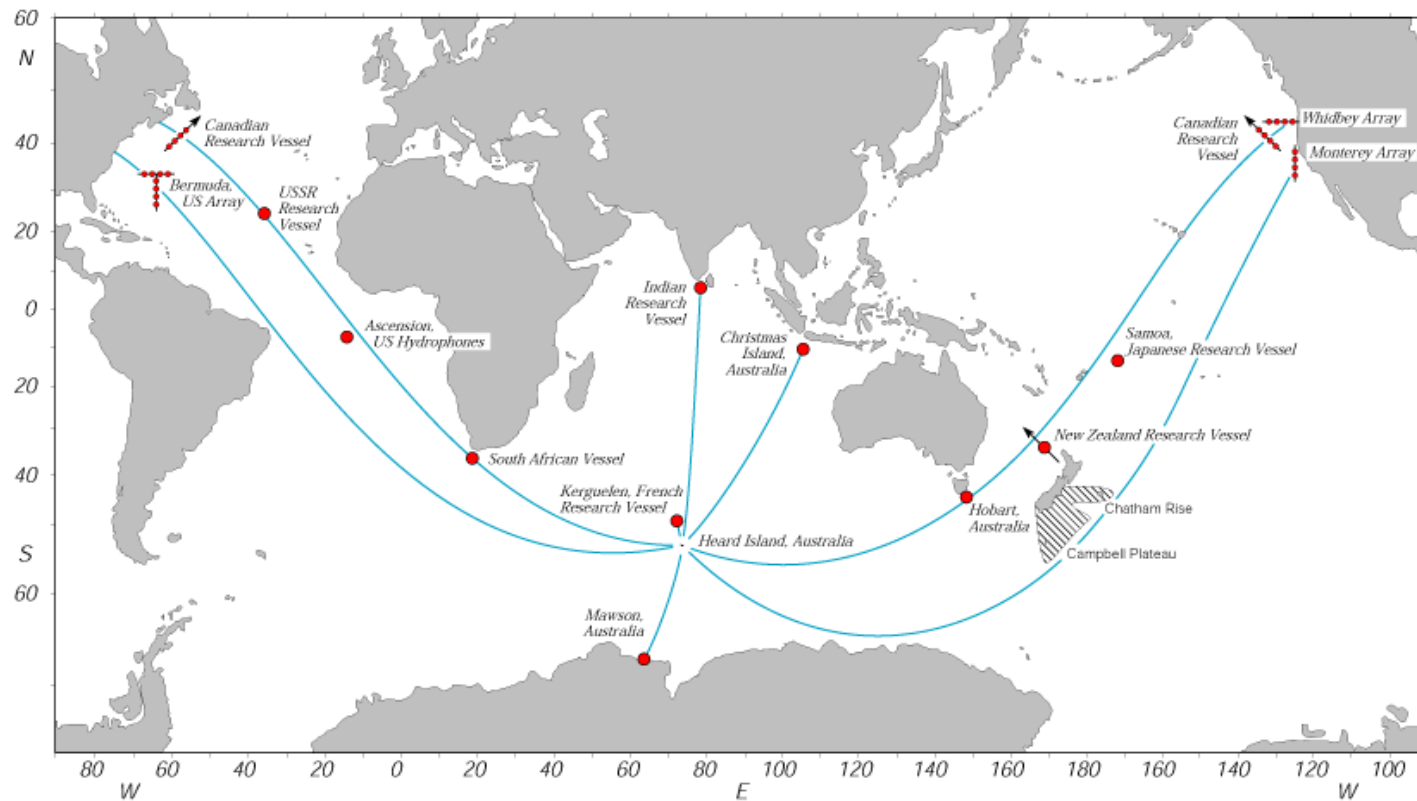 60
N
40
20
0
20
40
S
60
Canadian
Research Vessel
Bermuda,
US Array
USSR
Research
Vessel
Ascension,
US Hydrophones
South African Vessel
Kerguelen, French
Research Vessel
Heard Island, Australia
Mawson,
Australia
Indian
Research
Vessel
Christmas
Island,
Australia
Canadian
Research
Vessel
Whidbey Array
Monterey Array
Samoa,
Japanese Research Vessel
New Zealand Research Vessel
Hobart,
Australia
Chatham Rise
Campbell Plateau
80 60 40 20 0 20 40 60 80 100 120 140 160 180 160 140 120 100
W E W